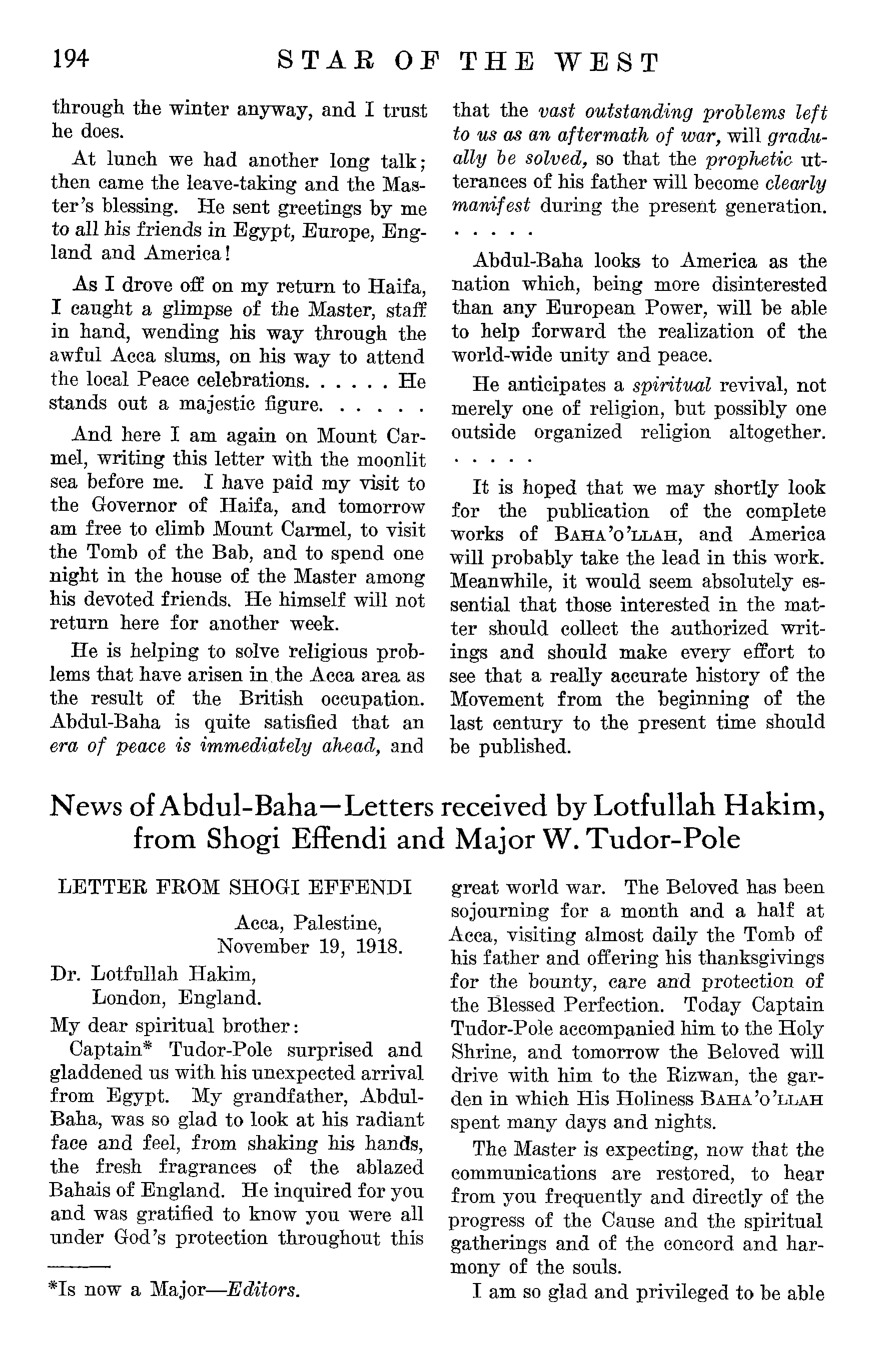 194
STAR OF THE WEST
through the winter anyway, and I trust
he does.
At lunch we had another long talk;
then came the leave-taking and the Mas-
ter's blessing. He sent greetings by me
to all his friends in Egypt, Europe, Eng-
land and America!
As I drove off on my return to Haifa,
I caught a glimpse of the Master, staff
in hand, wending his way through the
awful Acca slums, on his way to attend
the local Peace celebrations. . . . . . He
stands out a majestic figure. . . . . .
And here I am again on Mount Car-
mel, writing this letter with the moonlit
sea before me. I have paid my visit to
the Governor of Haifa, and tomorrow
am free to climb Mount Carmel, to visit
the Tomb of the Bab, and to spend one
night in the house of the Master among
his devoted friends. He himself will not
return here for another week.
He is helping to solve religious prob-
lems that have arisen in the Acca area as
the result of the British occupation.
Abdul-Baha is quite satisfied that an
era of peace is immediately ahead, and
that the vast outstanding problems left
to us as an aftermath of war, will gradu-
ally be solved, so that the prophetic ut-
terances of his father will become clearly
manifest during the present generation.
. . . . .
Abdul-Baha looks to America as the
nation which, being more disinterested
than any European Power, will be able
to help forward the realization of the
world-wide unity and peace.
He anticipates a spiritual revival, not
merely one of religion, but possibly one
outside organized religion altogether.
. . . . .
It is hoped that we may shortly look
for the publication of the complete
works of BAHA'O'LLAH, and America
will probably take the lead in this work.
Meanwhile, it would seem absolutely es-
sential that those interested in the mat-
ter should collect the authorized writ-
ings and should make every effort to
see that a really accurate history of the
Movement from the beginning of the
last century to the present time should
be published.
News of Abdul-Baha—Letters received by Lotfullah Hakim,
from Shogi Effendi and Major W. Tudor-Pole
LETTER FROM SHOGI EFFENDI
Acca, Palestine,
November 19, 1918.
Dr. Lotfullah Hakim,
London, England.
My dear spiritual brother:
Captain* Tudor-Pole surprised and
gladdened us with his unexpected arrival
from Egypt. My grandfather, Abdul-
Baha, was so glad to look at his radiant
face and feel, from shaking his hands,
the fresh fragrances of the ablazed
Bahais of England. He inquired for you
and was gratified to know you were all
under God's protection throughout this
*Is now a Major—Editors.
great world war. The Beloved has been
sojourning for a month and a half at
Acca, visiting almost daily the Tomb of
his father and offering his thanksgivings
for the bounty, care and protection of
the Blessed Perfection. Today Captain
Tudor-Pole accompanied him to the Holy
Shrine, and tomorrow the Beloved will
drive with him to the Rizwan, the gar-
den in which His Holiness BAHA'O'LLAH
spent many days and nights.
The Master is expecting, now that the
communications are restored, to hear
from you frequently and directly of the
progress of the Cause and the spiritual
gatherings and of the concord and har-
mony of the souls.
I am so glad and privileged to be able